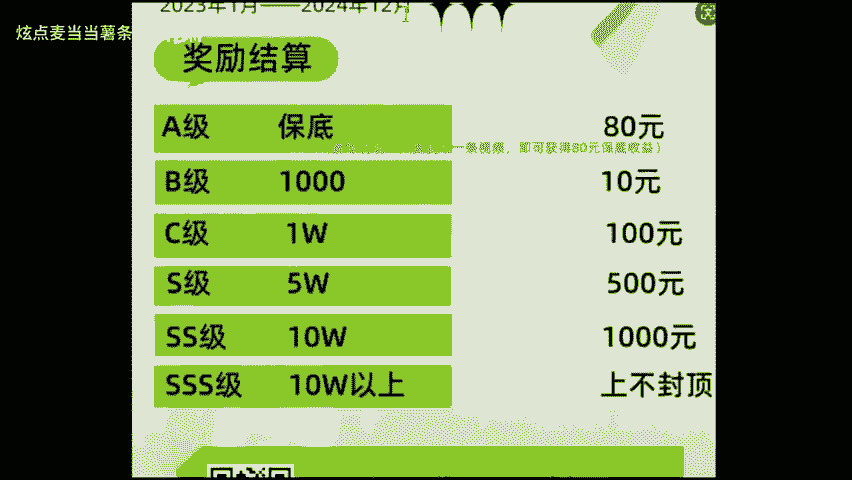 2023年1月——2024年12月
炫点麦当当薯条
奖励结算
A级 保底 80元
一条视频，即可获得80元保底收益）
B级 1000 10元
C级 1W 100元
S级 5W 500元
SS级 10W 1000元
SSS级 10W以上 上不封顶